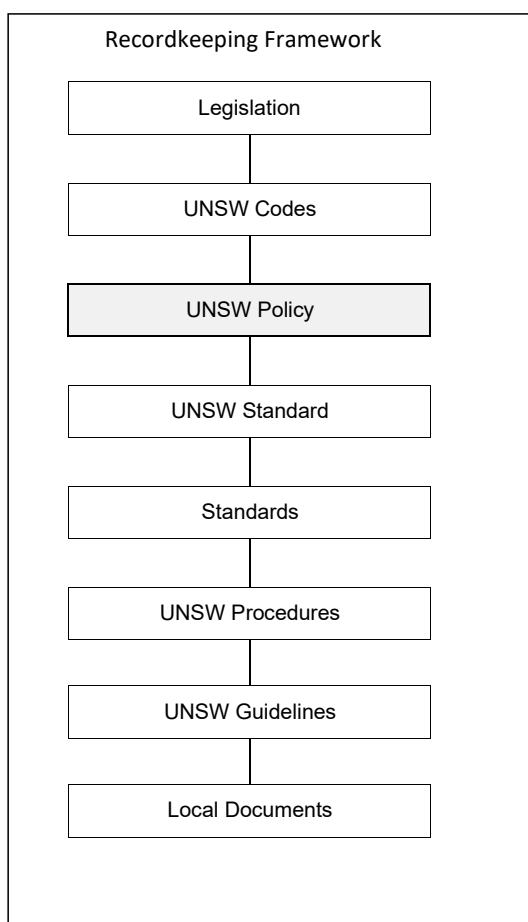 Recordkeeping Framework
Legislation
UNSW Codes
UNSW Policy
UNSW Standard
Standards
UNSW Procedures
UNSW Guidelines
Local Documents